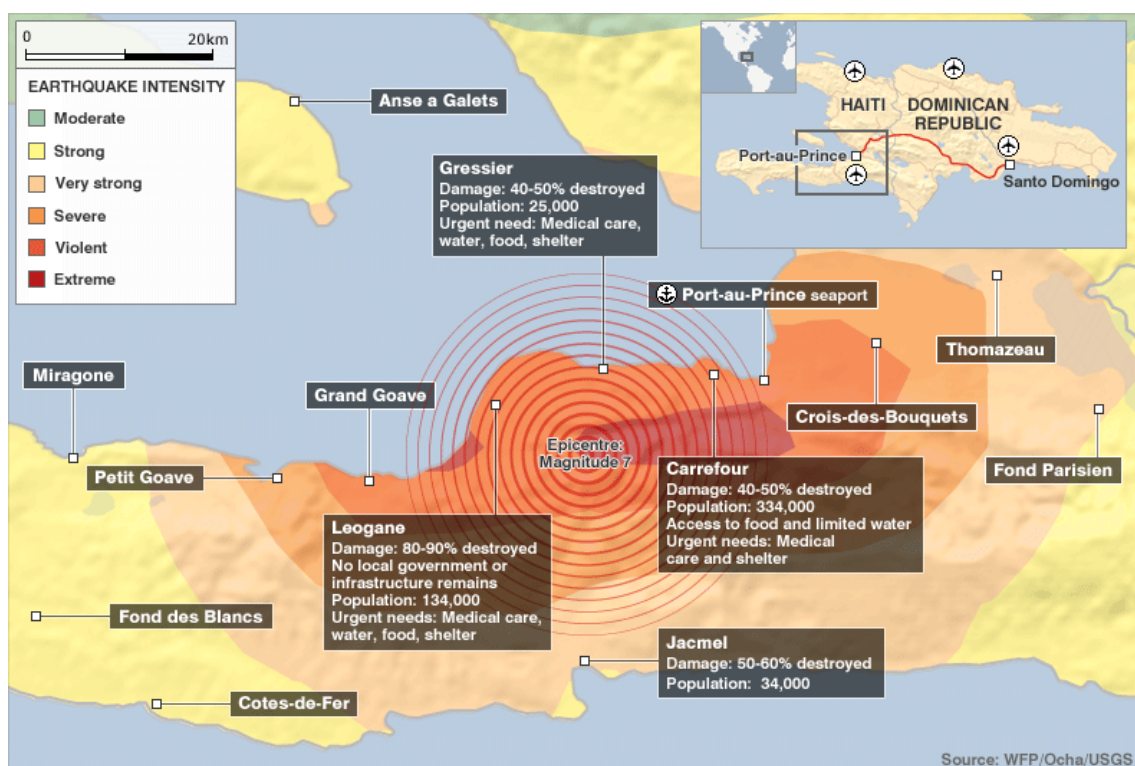 0 20km
EARTHQUAKE INTENSITY
Moderate
Strong
Very strong
Severe
Violent
Extreme
Anse a Galets
HAITI
DOMINICAN
REPUBLIC
Port-au-Prince
Santo Domingo
Gressier
Damage: 40-50% destroyed
Population: 25,000
Urgent need: Medical care,
water, food, shelter
Port-au-Prince seaport
Thomazeau
Miragone
Grand Goave
Crois-des-Bouquets
Epicentre:
Magnitude 7
Petit Goave
Fond Parisien
Carrefour
Damage: 40-50% destroyed
Population: 334,000
Access to food and limited water
Urgent needs: Medical
care and shelter
Leogane
Damage: 80-90% destroyed
No local government or
infrastructure remains
Population: 134,000
Urgent needs: Medical care,
water, food, shelter
Fond des Blancs
Jacmel
Damage: 50-60% destroyed
Population: 34,000
Cotes-de-Fer
Source: WFP/Ocha/USGS